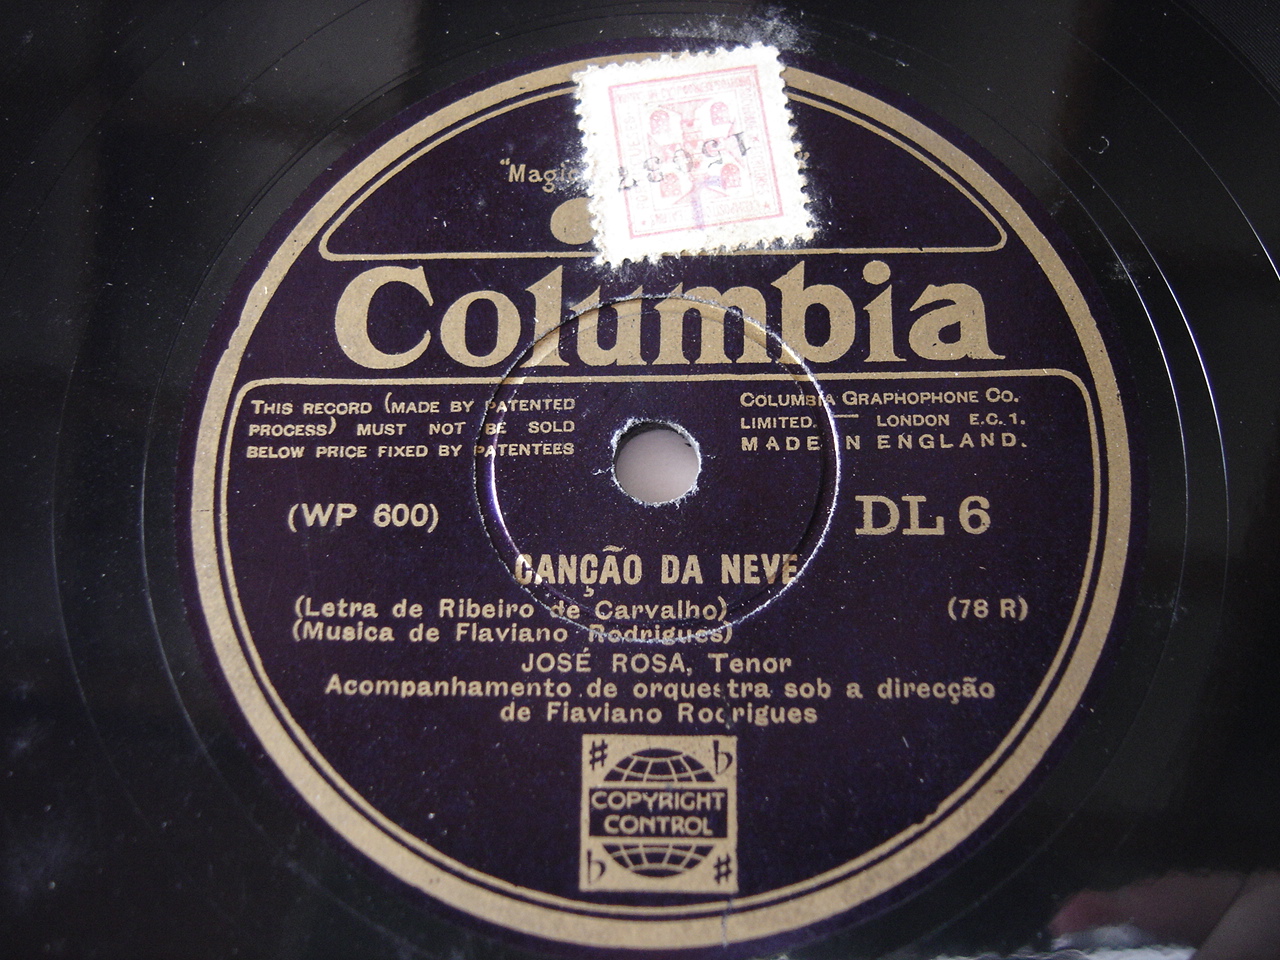 "Magic
Columbia
THIS RECORD (MADE BY PATENTED
PROCESS) MUST NOT BE SOLD
BELOW PRICE FIXED BY PATENTEES
COLUMBIA GRAPHOPHONE CO.
LIMITED. — LONDON E.C.1.
MADE IN ENGLAND.
(WP 600)
DL 6
CANÇÃO DA NEVE
(Letra de Ribeiro de Carvalho)
(Musica de Flaviano Rodrigues)
(78 R)
JOSÉ ROSA, Tenor
Acompanhamento de orquestra sob a direcção
de Flaviano Rodrigues
COPYRIGHT
CONTROL